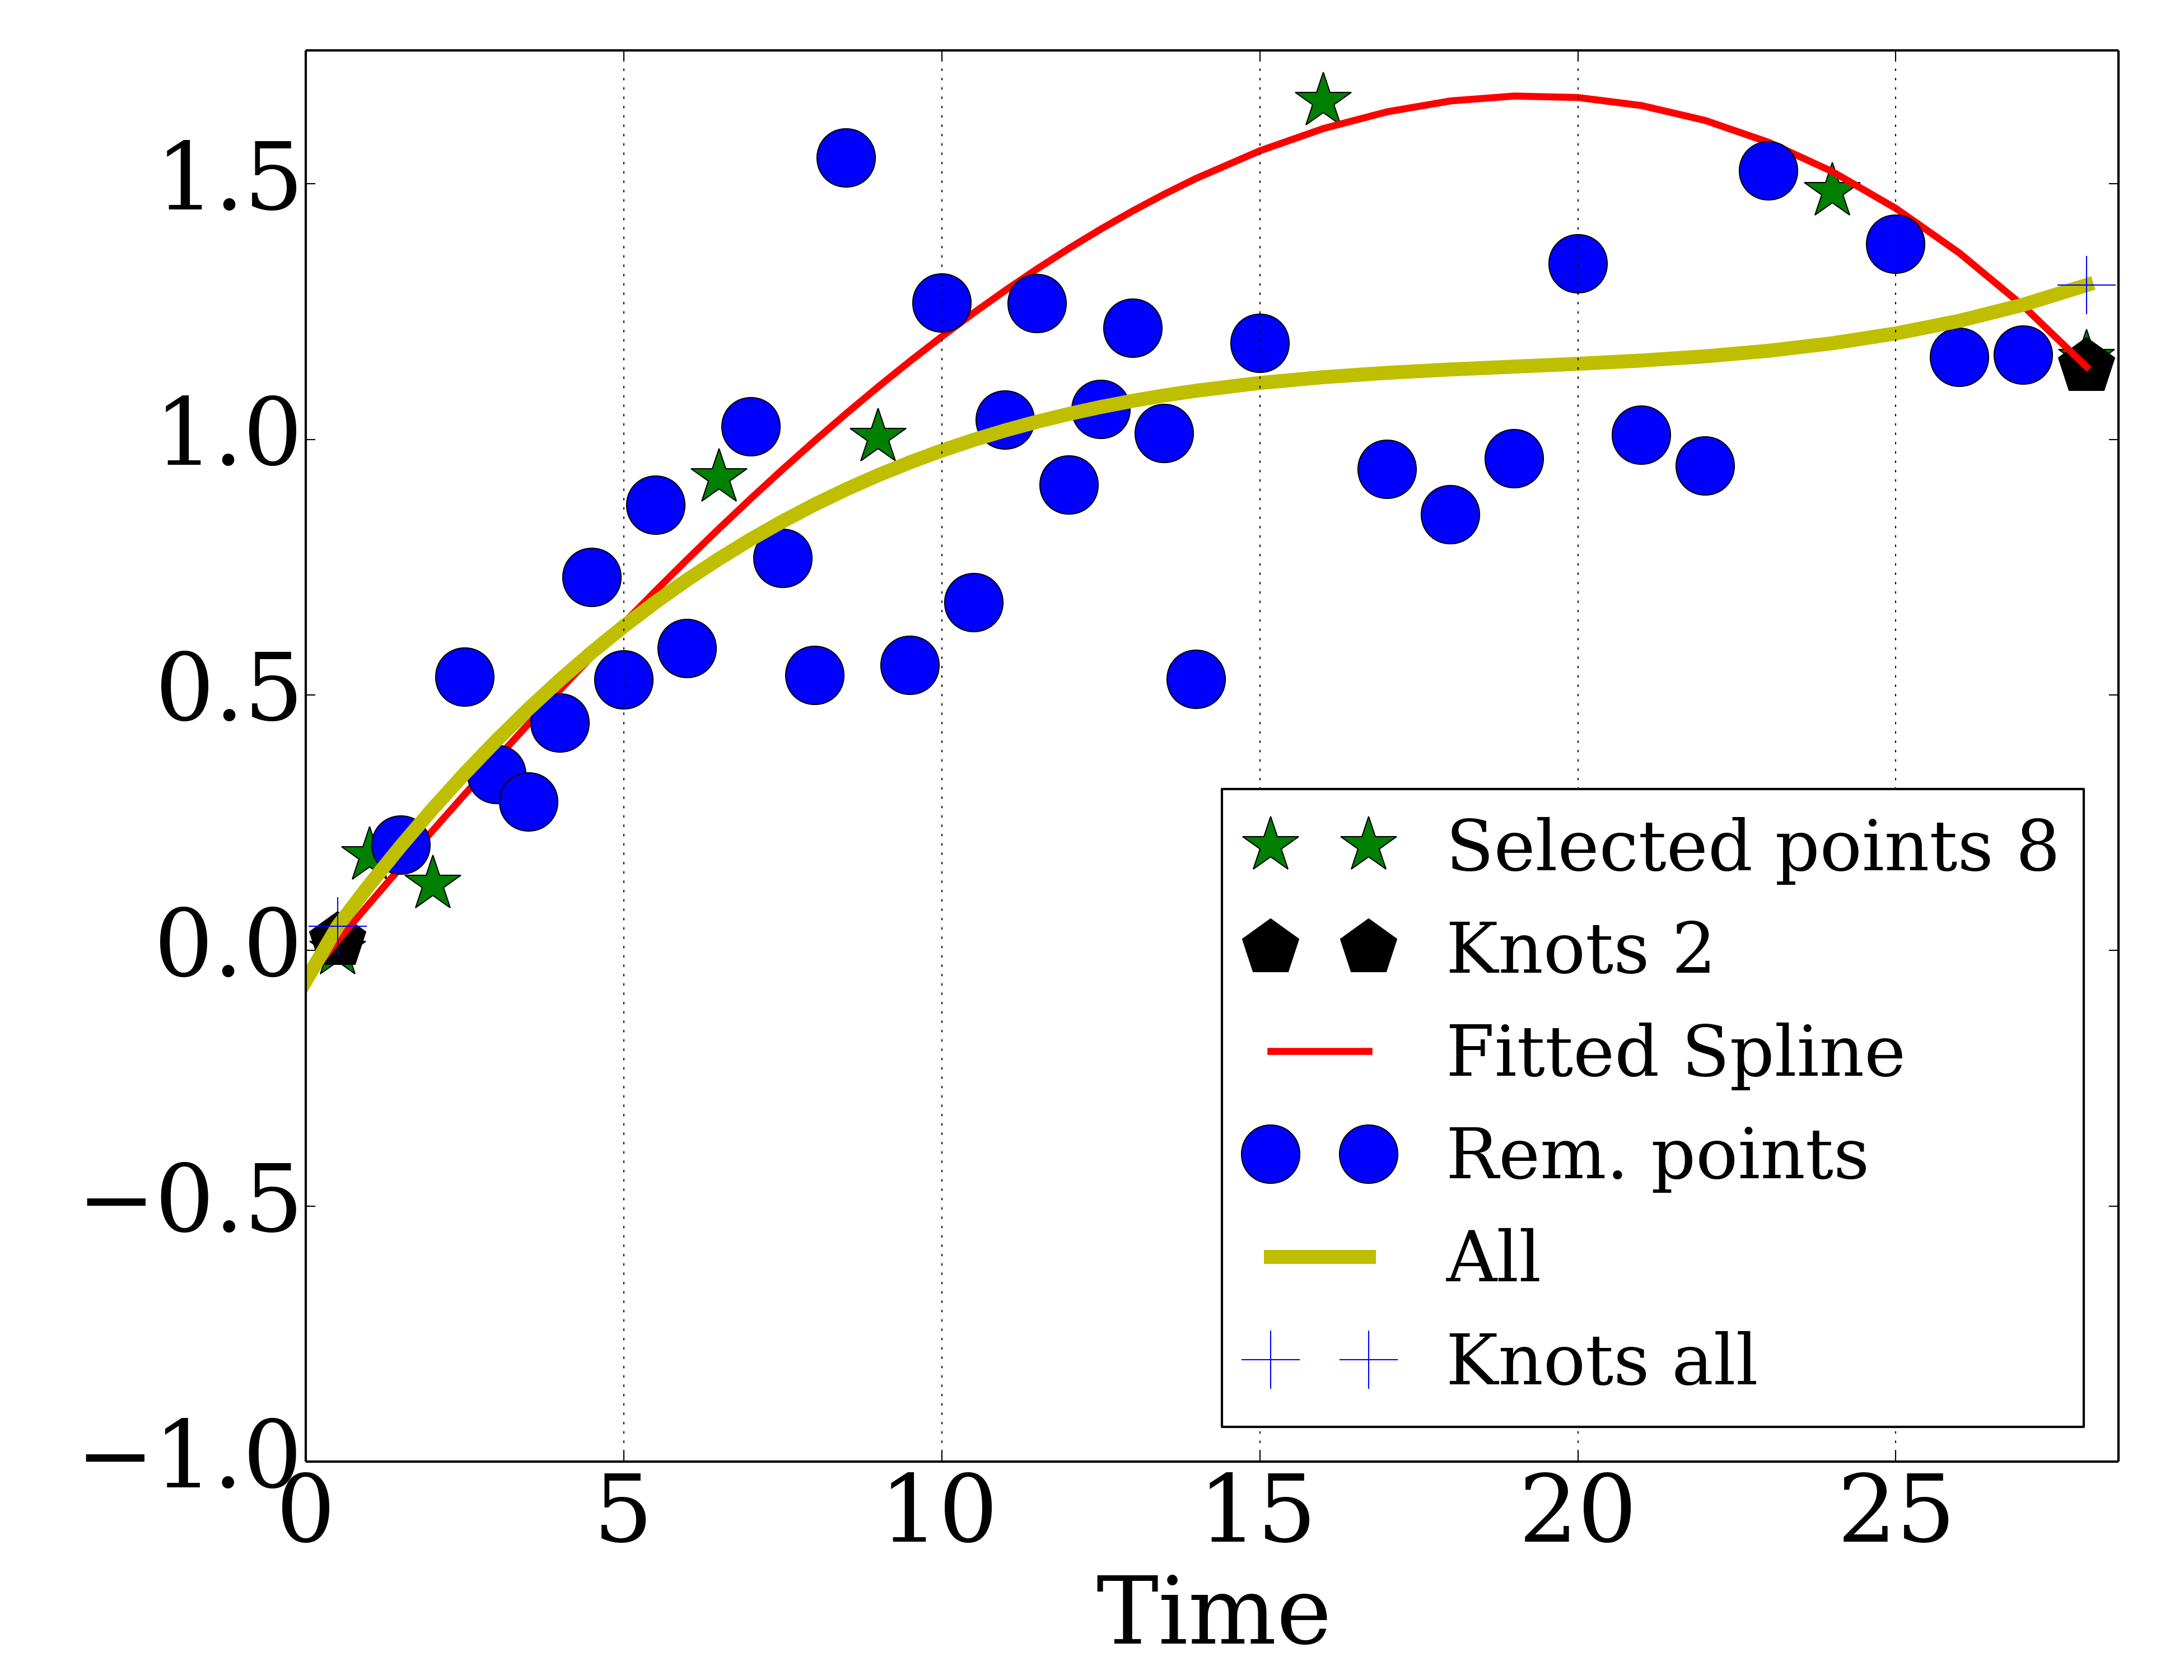 1.5
1.0
0.5
0.0
−0.5
−1.0
0 5 10 15 20 25
Time
Selected points 8
Knots 2
Fitted Spline
Rem. points
All
Knots all